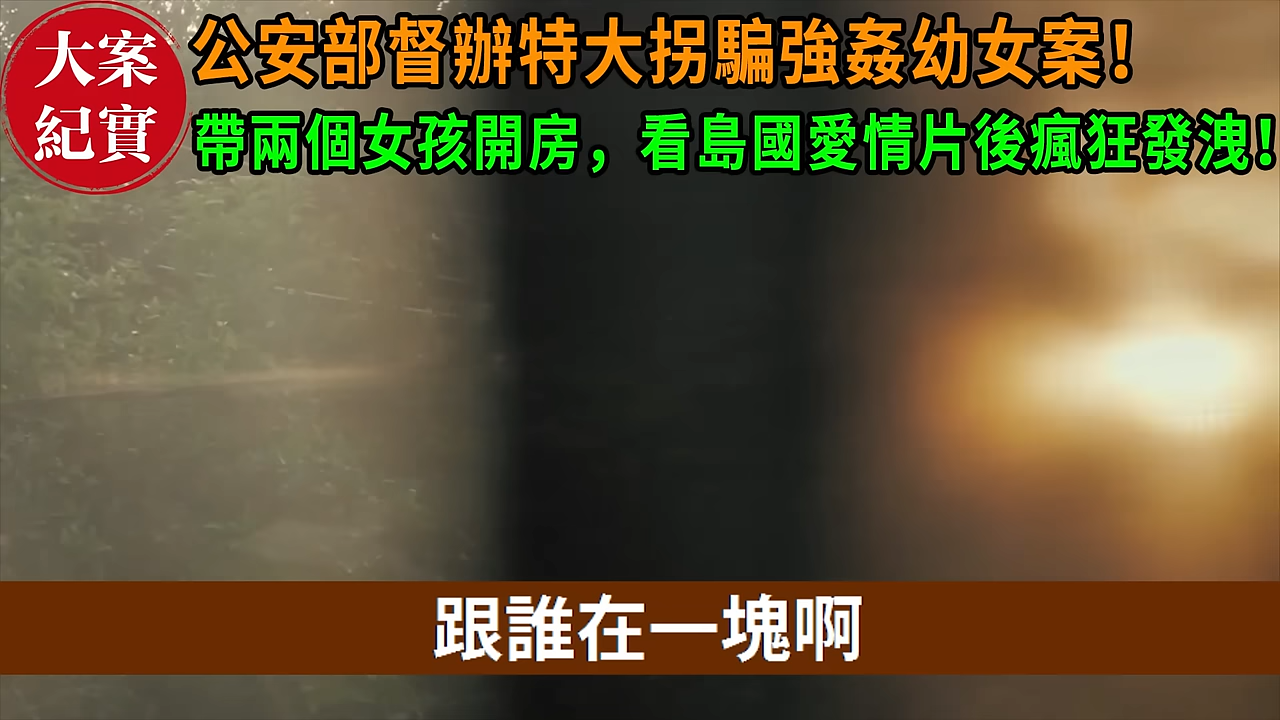 大案
紀實
公安部督辦特大拐騙強姦幼女案！
帶兩個女孩開房，看島國愛情片後瘋狂發洩！
跟誰在一塊啊